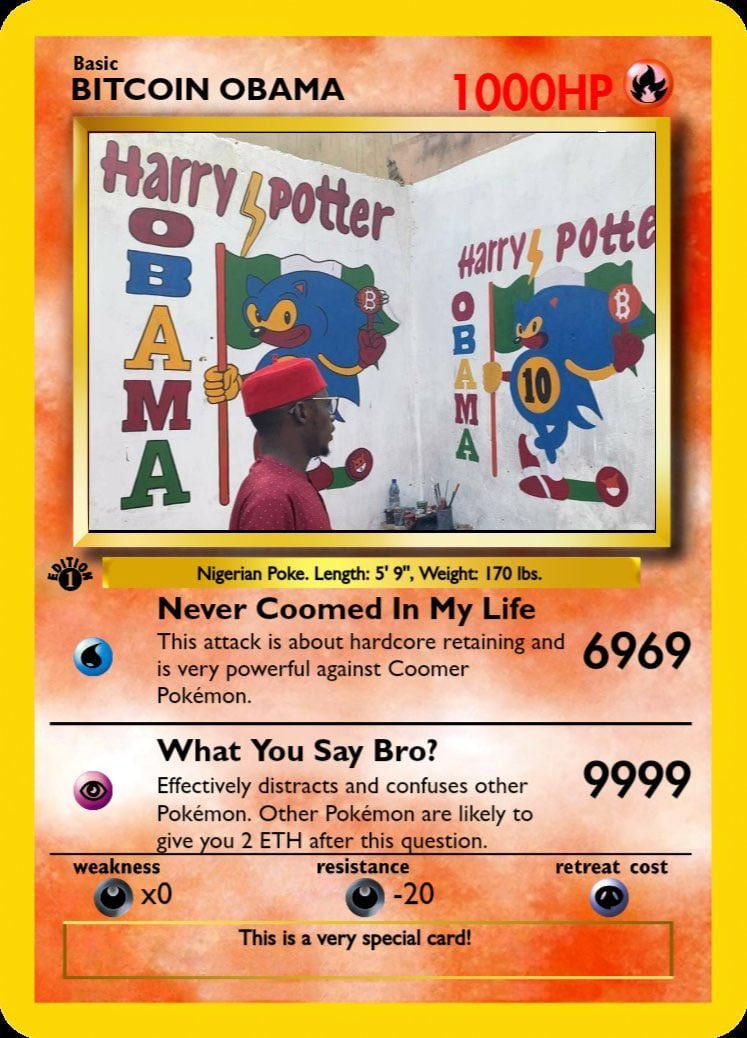 Basic
BITCOIN OBAMA
1000HP
Harry Potter
OBAMA
Harry Potte
OBAMA
B
B
10
EDITION
1
Nigerian Poke. Length: 5' 9", Weight: 170 lbs.
Never Coomed In My Life
This attack is about hardcore retaining and
is very powerful against Coomer
Pokémon.
6969
What You Say Bro?
Effectively distracts and confuses other
Pokémon. Other Pokémon are likely to
give you 2 ETH after this question.
9999
weakness
x0
resistance
-20
retreat cost
This is a very special card!